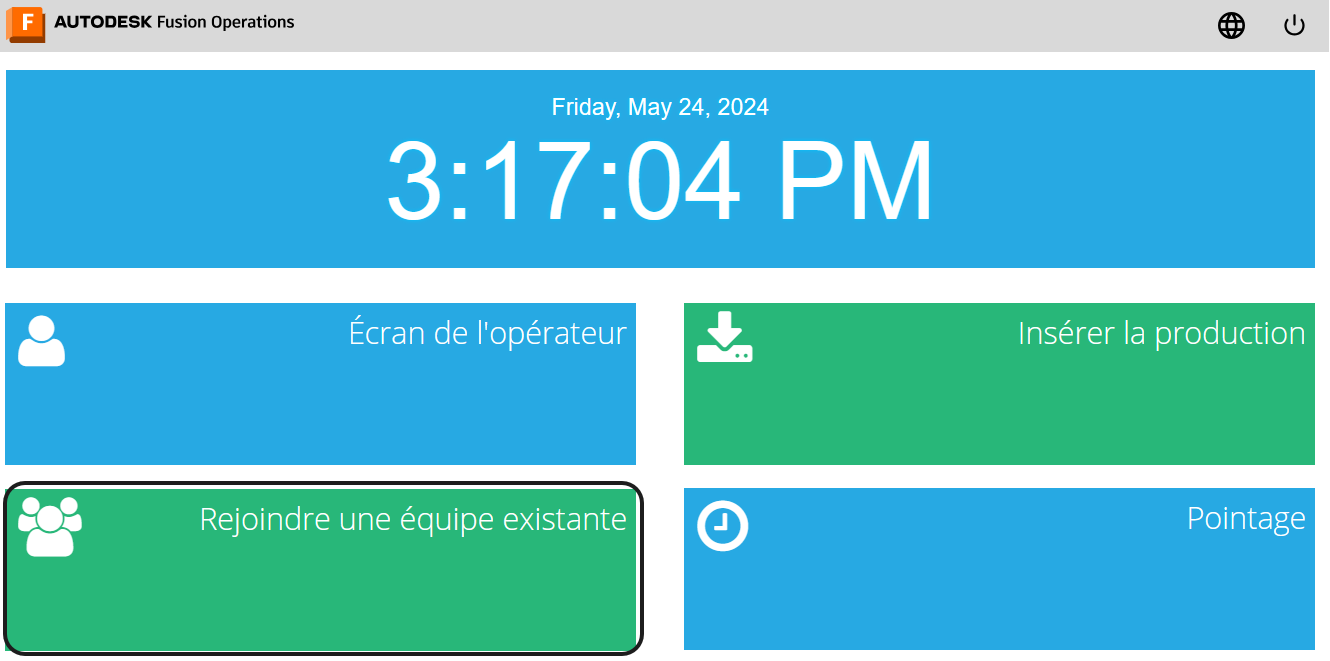 F AUTODESK Fusion Operations
Friday, May 24, 2024
3:17:04 PM
Écran de l'opérateur
Insérer la production
Rejoindre une équipe existante
Pointage